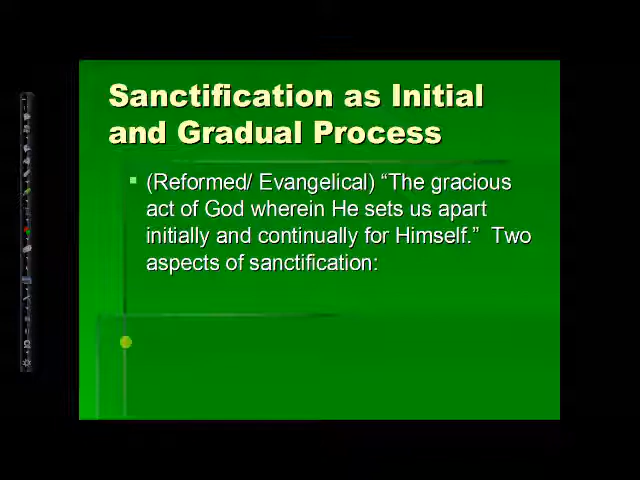 Sanctification as Initial
and Gradual Process
(Reformed/ Evangelical) “The gracious
act of God wherein He sets us apart
initially and continually for Himself.”  Two
aspects of sanctification: